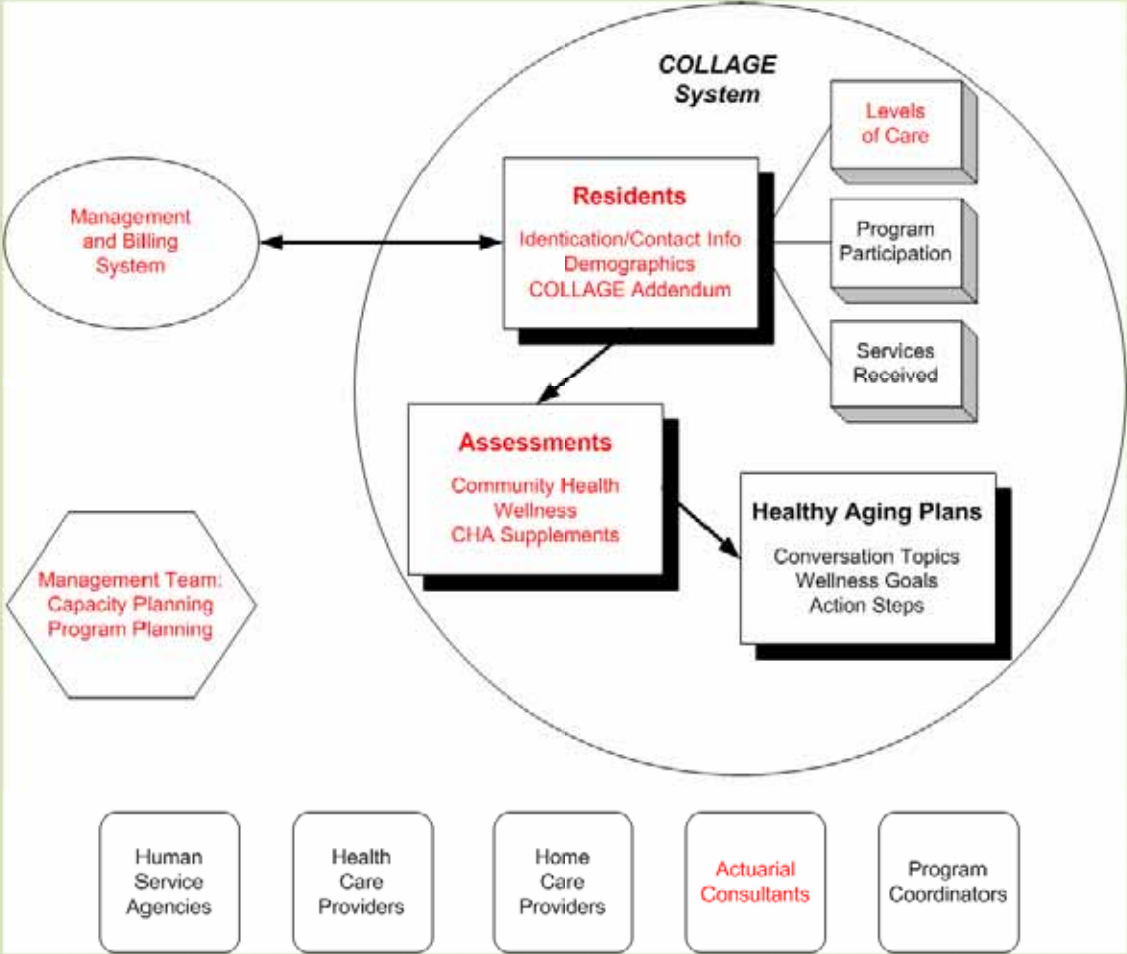 COLLAGE
System
Levels
of Care
Residents
Identication/Contact Info
Demographics
COLLAGE Addendum
Management
and Billing
System
Program
Participation
Services
Received
Assessments
Community Health
Wellness
CHA Supplements
Healthy Aging Plans
Conversation Topics
Wellness Goals
Action Steps
Management Team:
Capacity Planning
Program Planning
Human
Service
Agencies
Health
Care
Providers
Home
Care
Providers
Actuarial
Consultants
Program
Coordinators